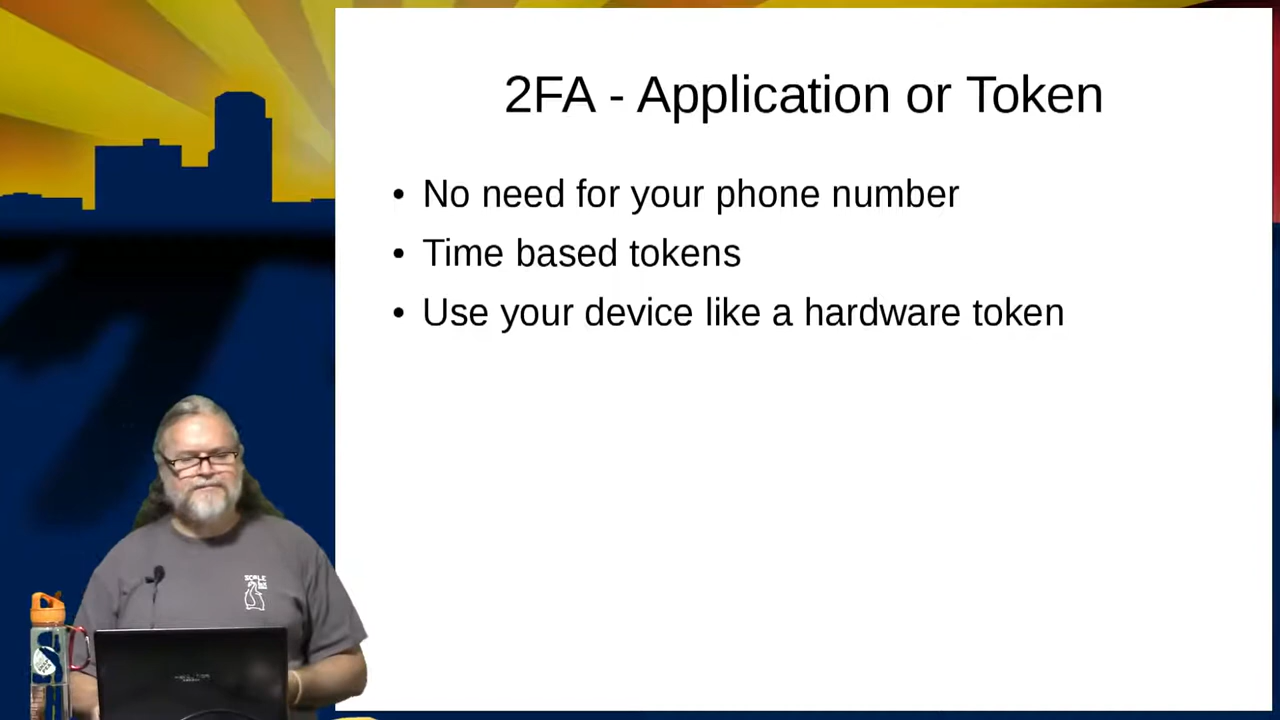 2FA - Application or Token
• No need for your phone number
• Time based tokens
• Use your device like a hardware token
SCALE